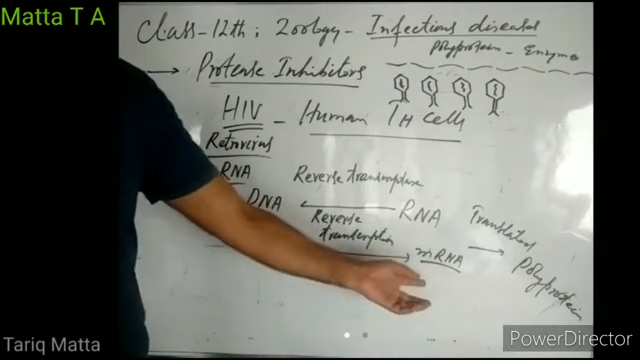 Matta T A
Class-12th; Zoology- Infectious diseases
Polyprotein - Enzyme
Protease Inhibitors
HIV - Human TH cells
Retrovirus
RNA Reverse transcriptase
DNA RNA
Reverse transcription
mRNA
Translated
Polyprotein
Tariq Matta
PowerDirector